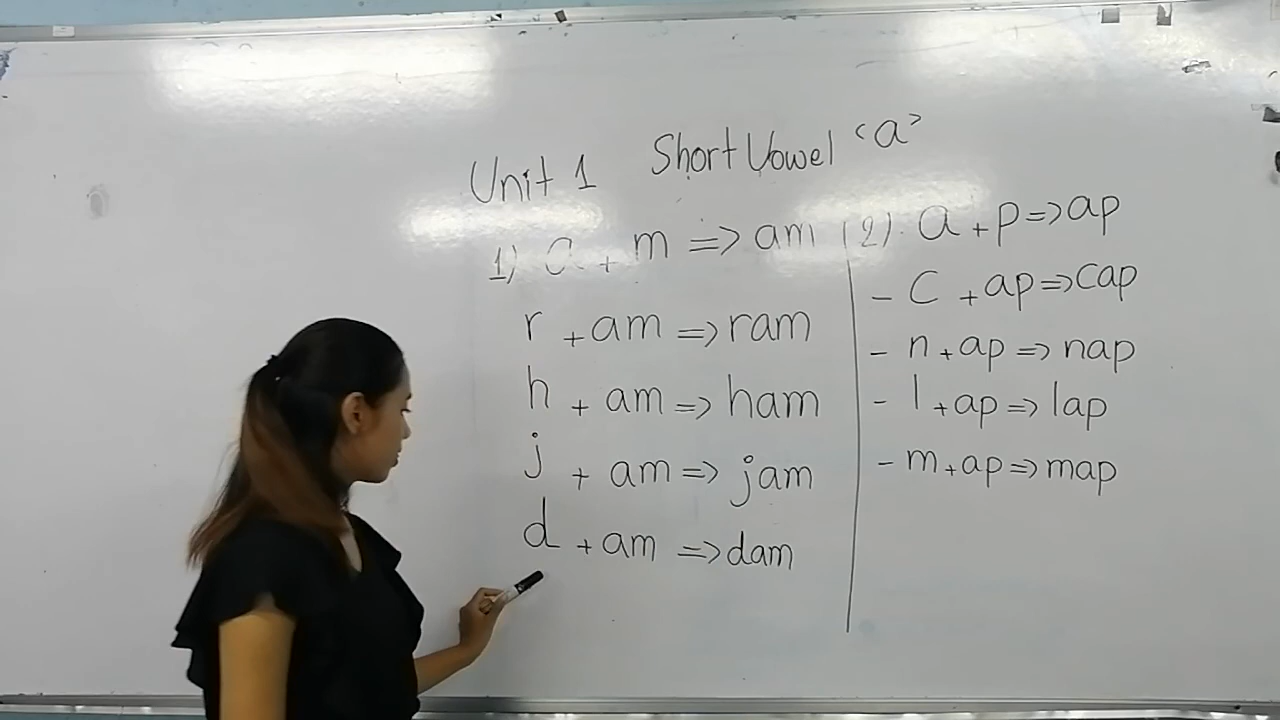 Unit 1 Short Vowel ‹a›
1) a + m => am
r + am => ram
h + am => ham
j + am => jam
d + am => dam
(2). a + p => ap
- c + ap => cap
- n + ap => nap
- l + ap => lap
- m + ap => map